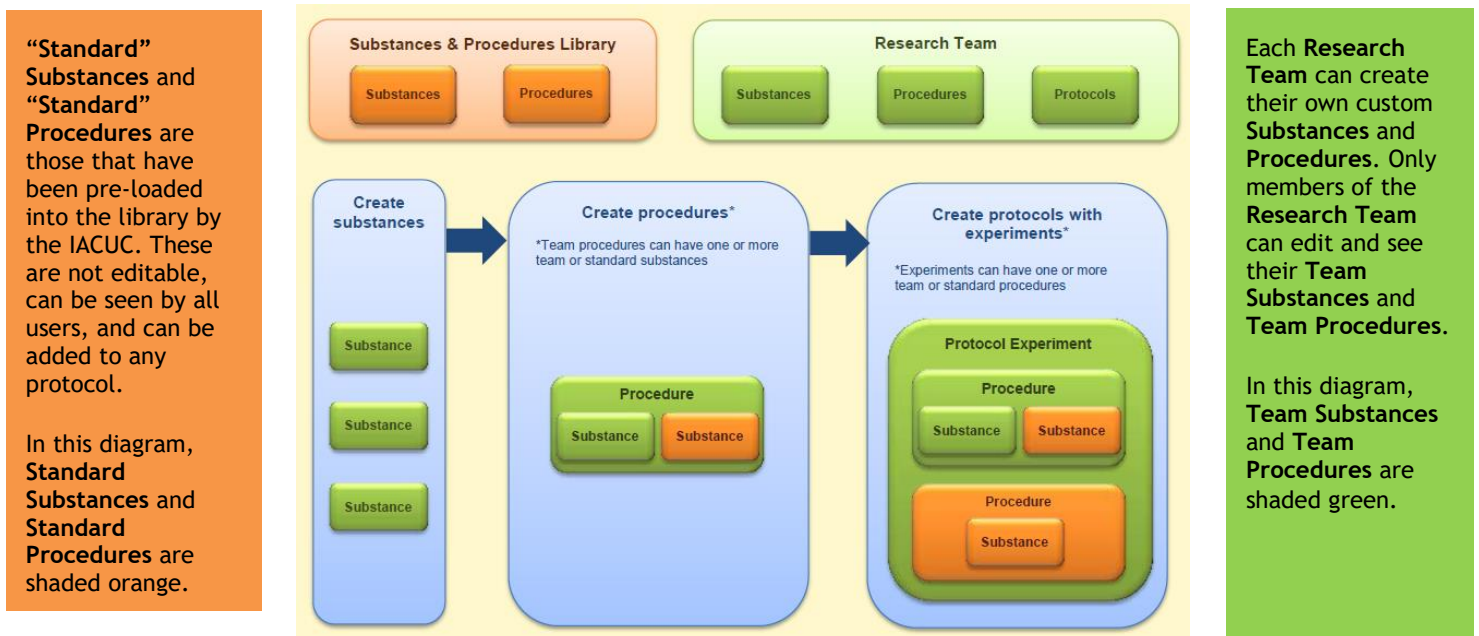 “Standard”
Substances and
“Standard”
Procedures are
those that have
been pre-loaded
into the library by
the IACUC. These
are not editable,
can be seen by all
users, and can be
added to any
protocol.
In this diagram,
Standard
Substances and
Standard
Procedures are
shaded orange.
Substances & Procedures Library
Substances
Procedures
Research Team
Substances
Procedures
Protocols
Create
substances
Substance
Substance
Substance
Create procedures*
*Team procedures can have one or more
team or standard substances
Procedure
Substance
Substance
Create protocols with
experiments*
*Experiments can have one or more
team or standard procedures
Protocol Experiment
Procedure
Substance
Substance
Procedure
Substance
Each Research
Team can create
their own custom
Substances and
Procedures. Only
members of the
Research Team
can edit and see
their Team
Substances and
Team Procedures.
In this diagram,
Team Substances
and Team
Procedures are
shaded green.